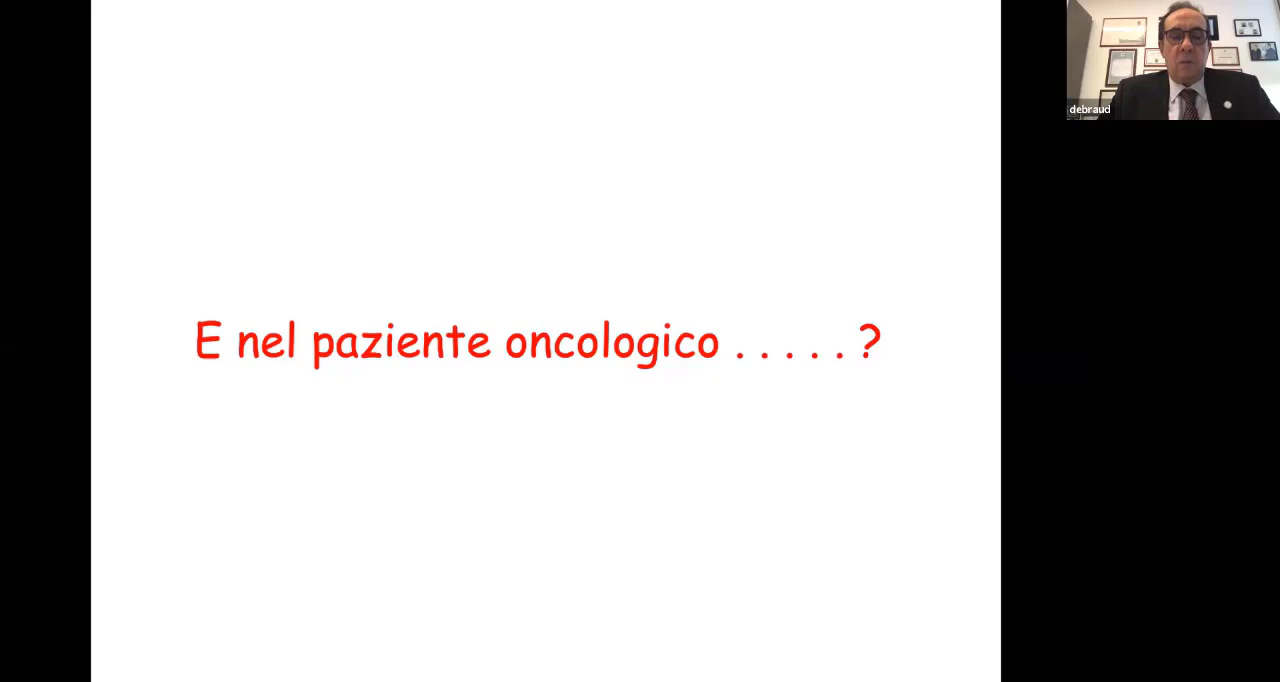 debraud
E nel paziente oncologico . . . . . ?